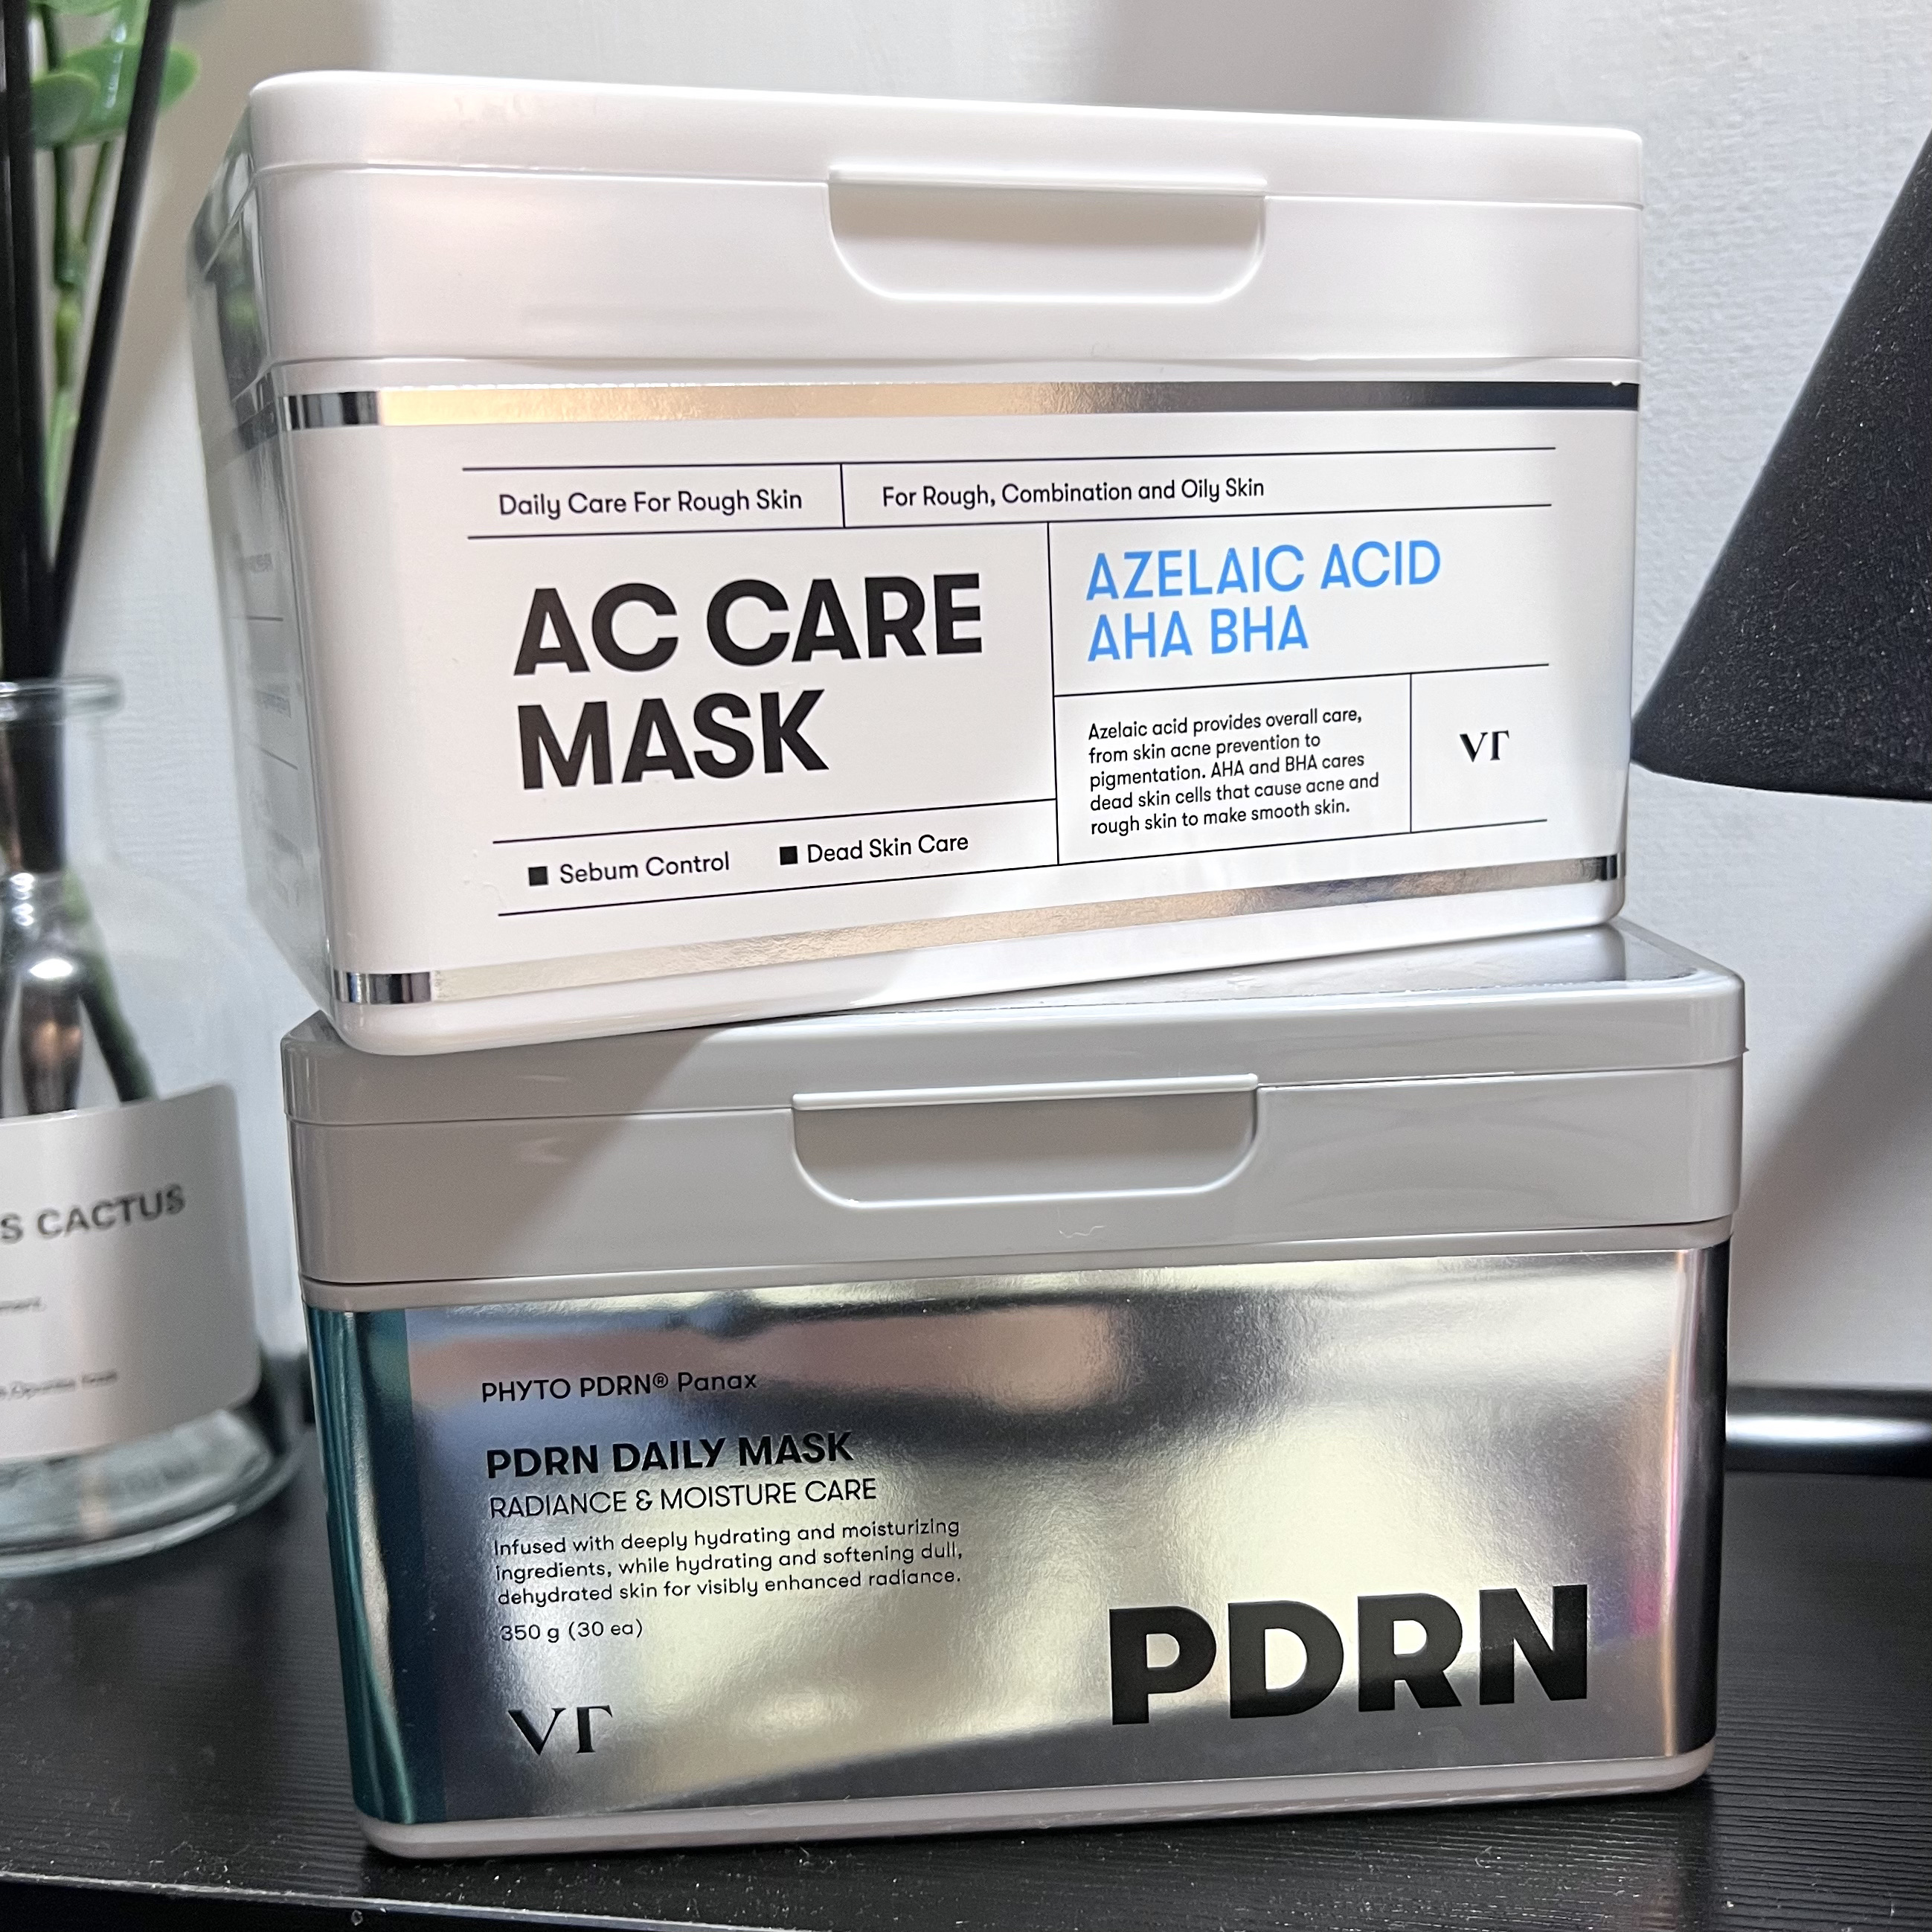 Daily Care For Rough Skin
For Rough, Combination and Oily Skin
AC CARE
MASK
AZELAIC ACID
AHA BHA
Azelaic acid provides overall care,
from skin acne prevention to
pigmentation. AHA and BHA cares
dead skin cells that cause acne and
rough skin to make smooth skin.
VT
■ Sebum Control
■ Dead Skin Care
S CACTUS
PHYTO PDRN® Panax
PDRN DAILY MASK
RADIANCE & MOISTURE CARE
Infused with deeply hydrating and moisturizing
ingredients, while hydrating and softening dull,
dehydrated skin for visibly enhanced radiance.
350 g (30 ea)
VT
PDRN